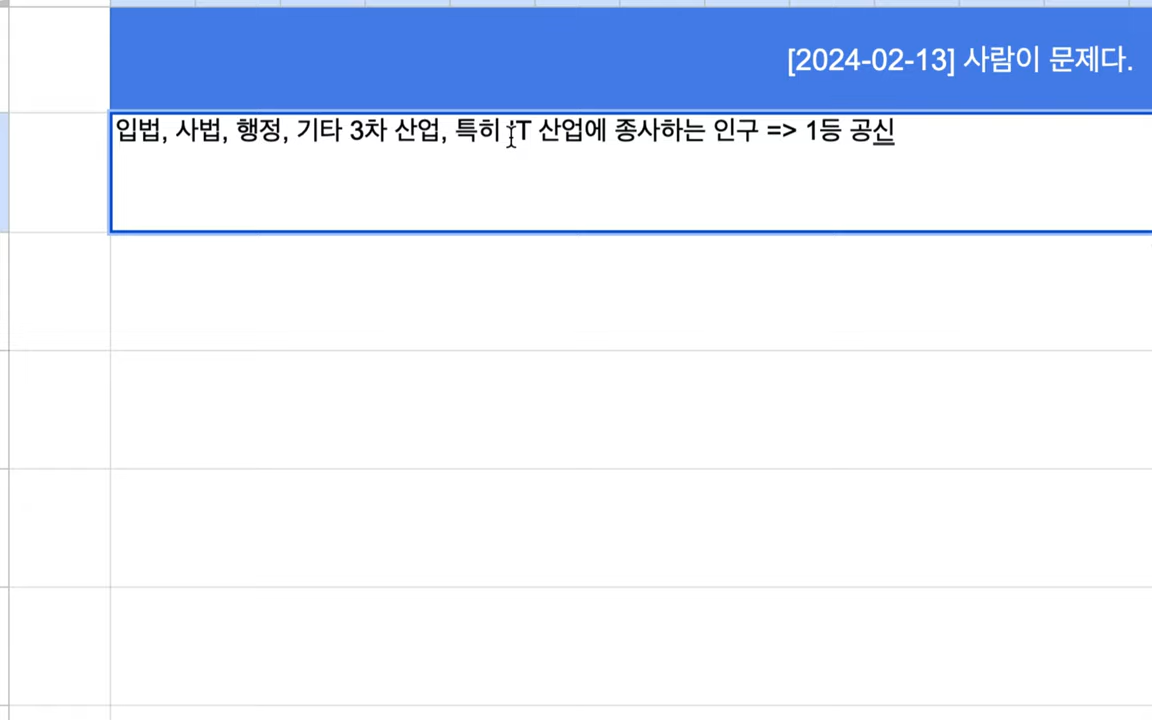 [2024-02-13] 사람이 문제다.
입법, 사법, 행정, 기타 3차 산업, 특히 IT 산업에 종사하는 인구 => 1등 공신